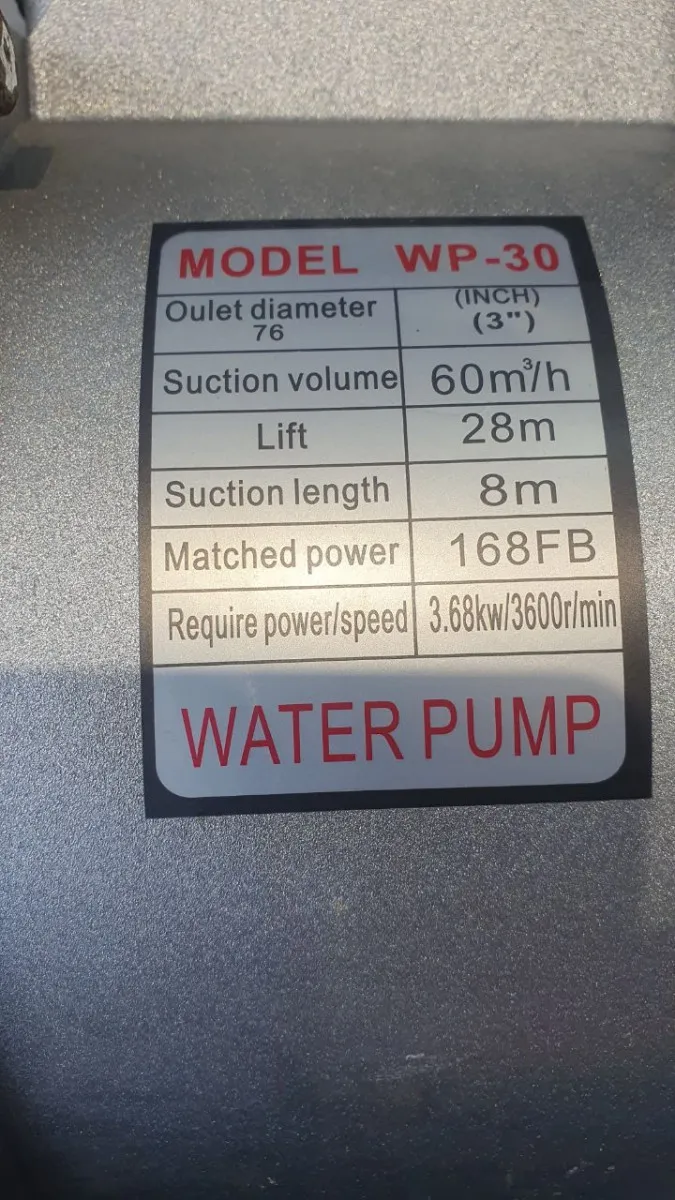 MODEL WP-30
Oulet diameter
76
(INCH)
(3")
Suction volume 60m³/h
Lift 28m
Suction length 8m
Matched power 168FB
Require power/speed 3.68kw/3600r/min
WATER PUMP